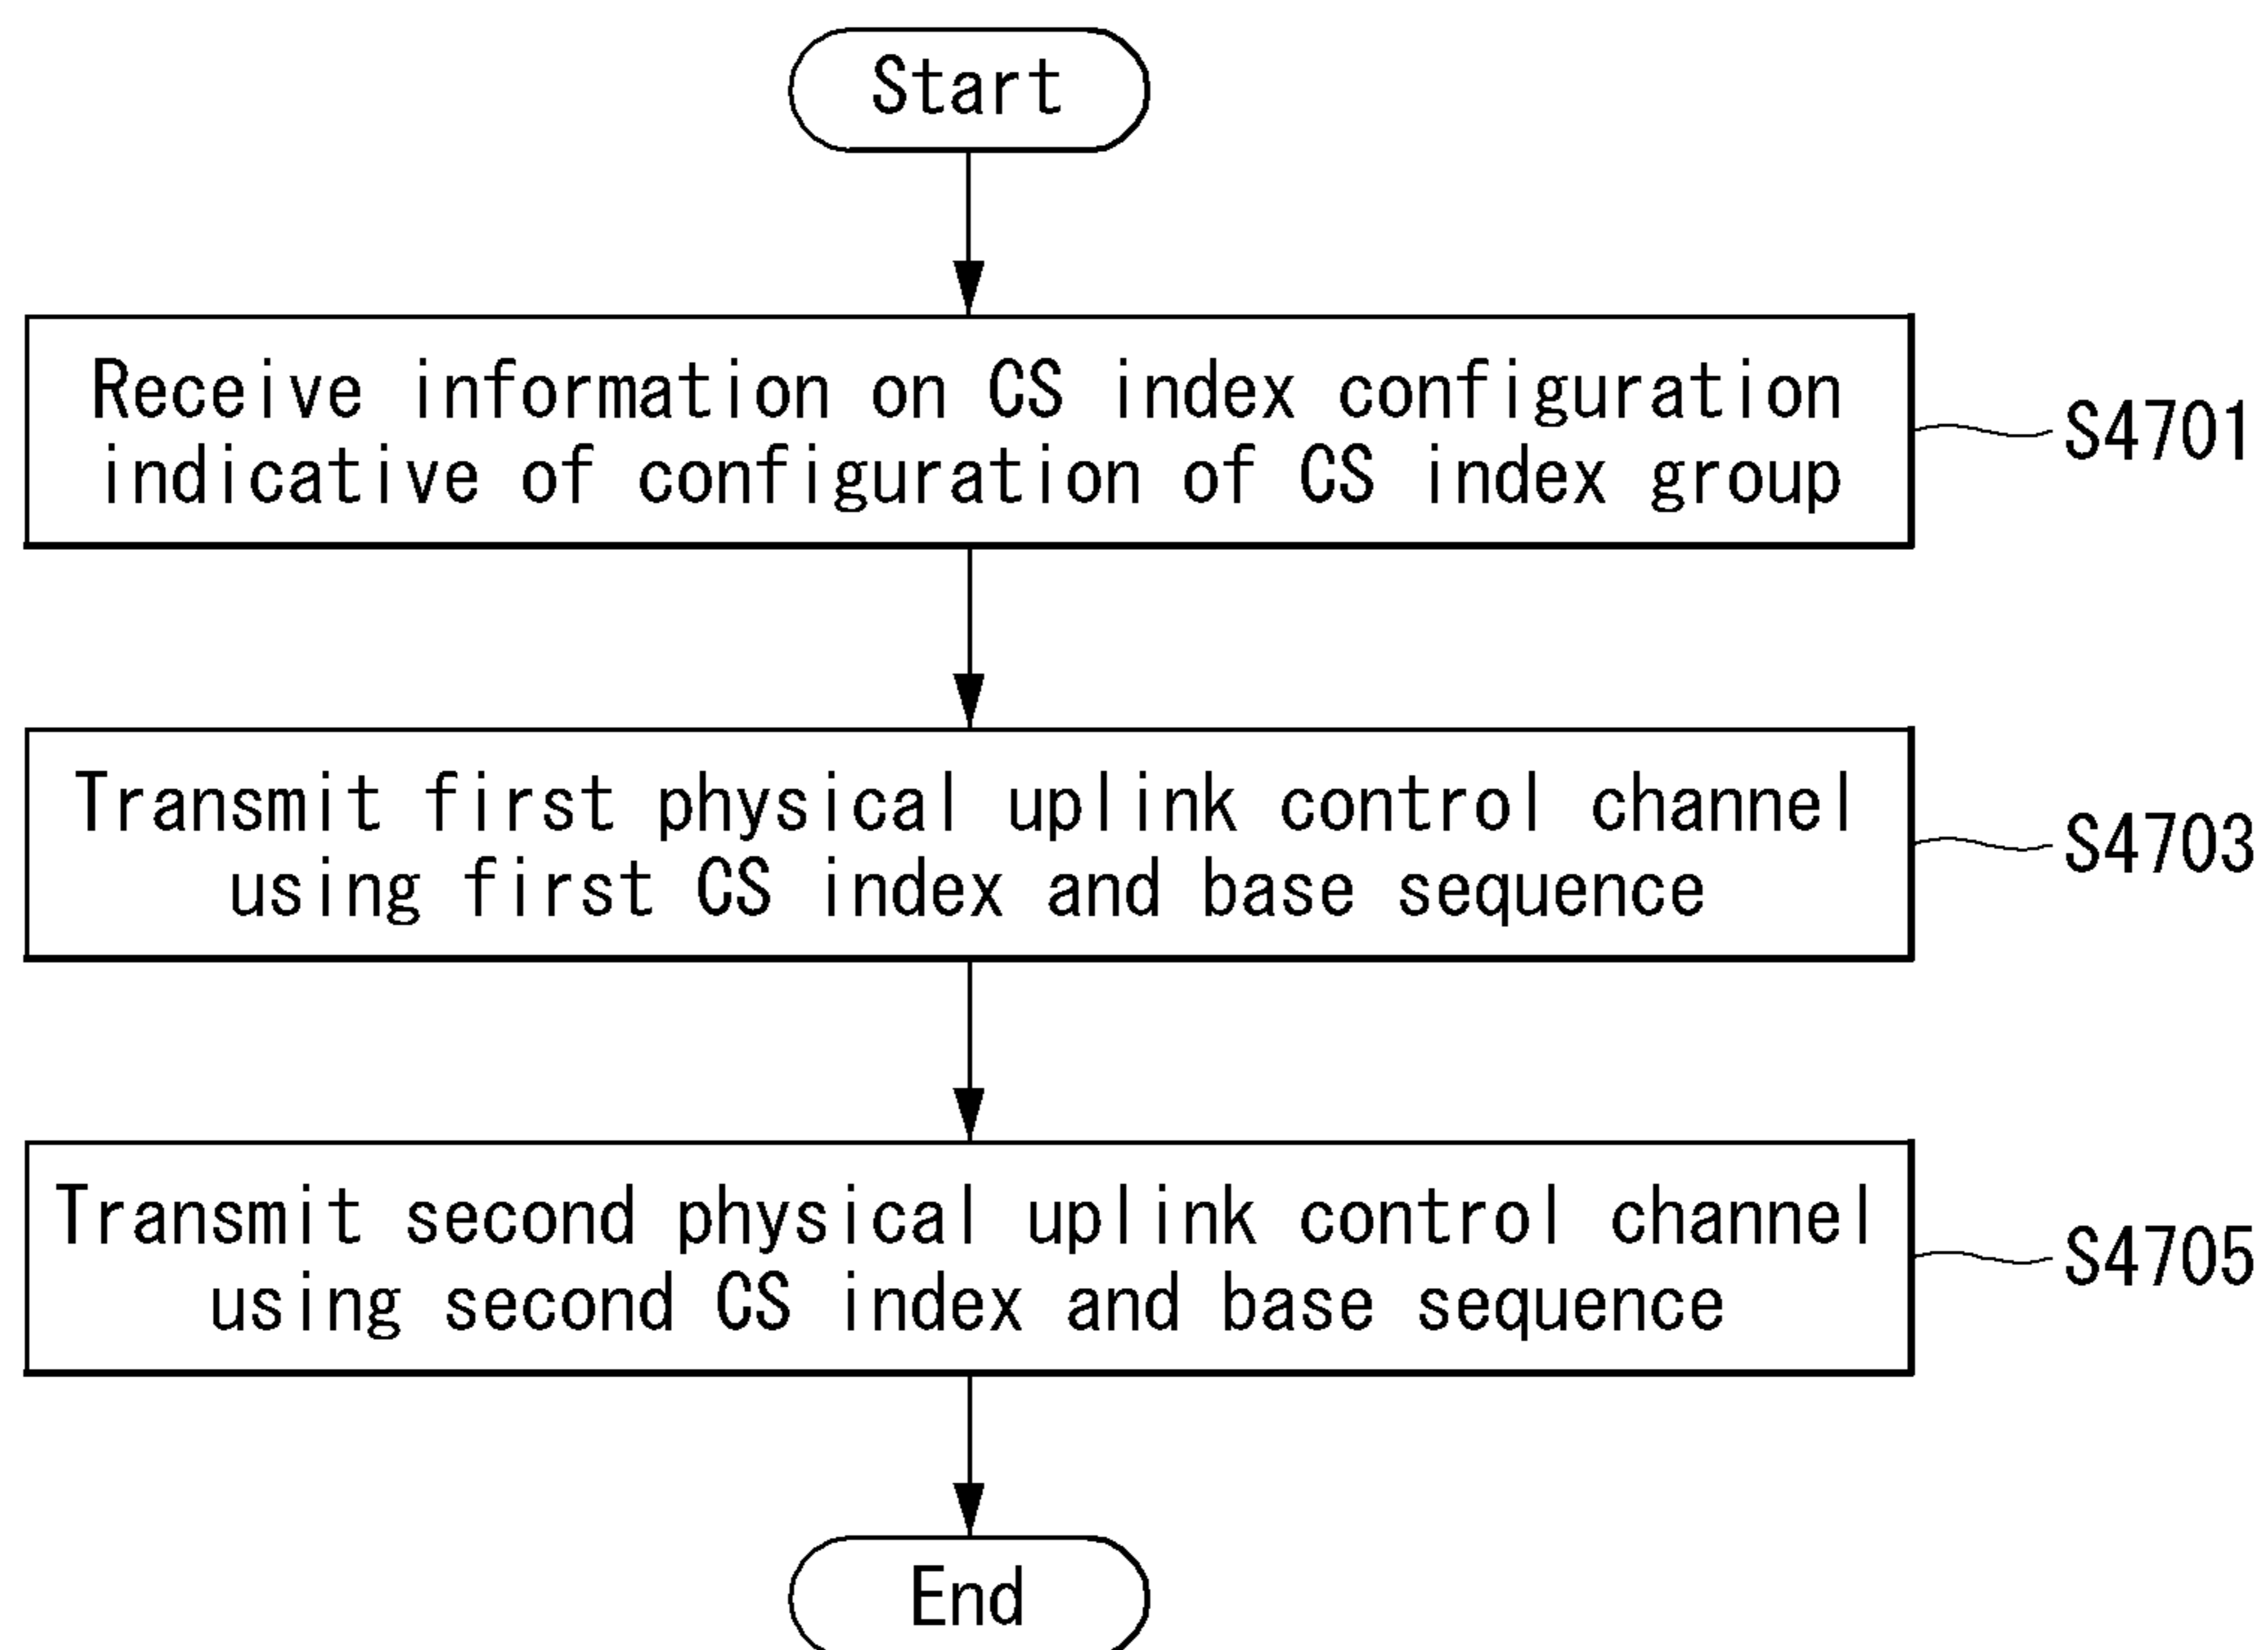 Start
Receive information on CS index configuration
indicative of configuration of CS index group
S4701
Transmit first physical uplink control channel
using first CS index and base sequence
S4703
Transmit second physical uplink control channel
using second CS index and base sequence
S4705
End